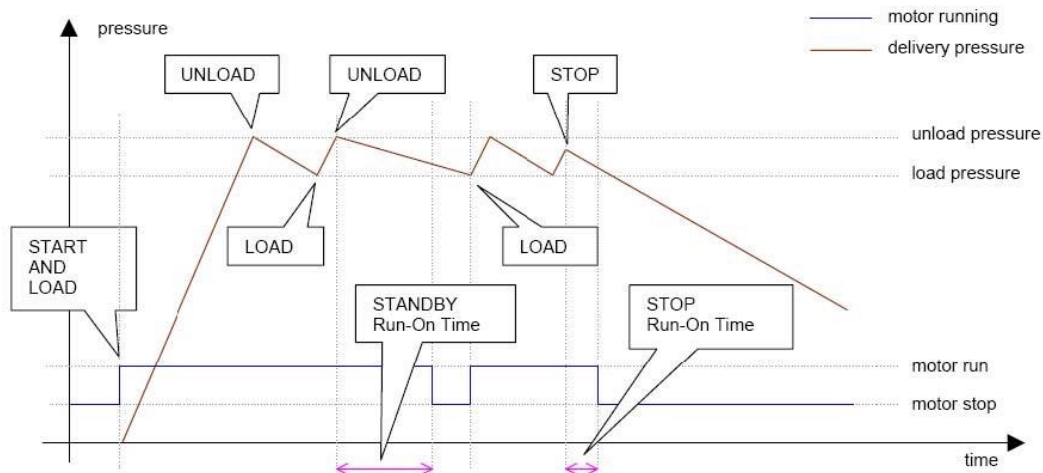 pressure
motor running
delivery pressure
UNLOAD
UNLOAD
STOP
unload pressure
load pressure
START
AND
LOAD
LOAD
LOAD
STANDBY
Run-On Time
STOP
Run-On Time
motor run
motor stop
time